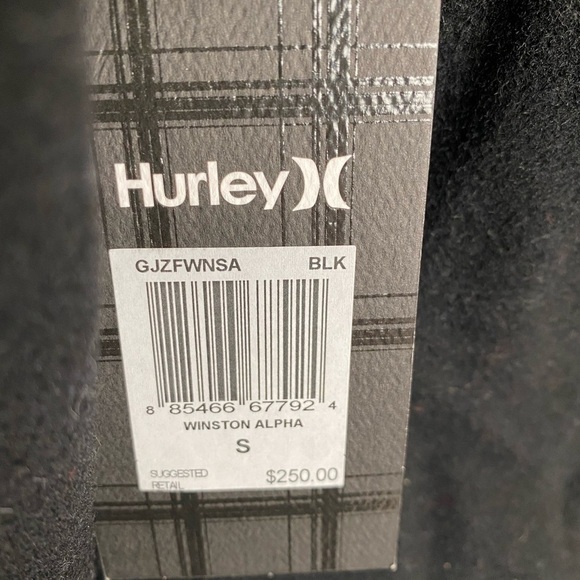 Hurley
GJZFWNSA BLK
8 85466 67792 4
WINSTON ALPHA
S
SUGGESTED
RETAIL $250.00